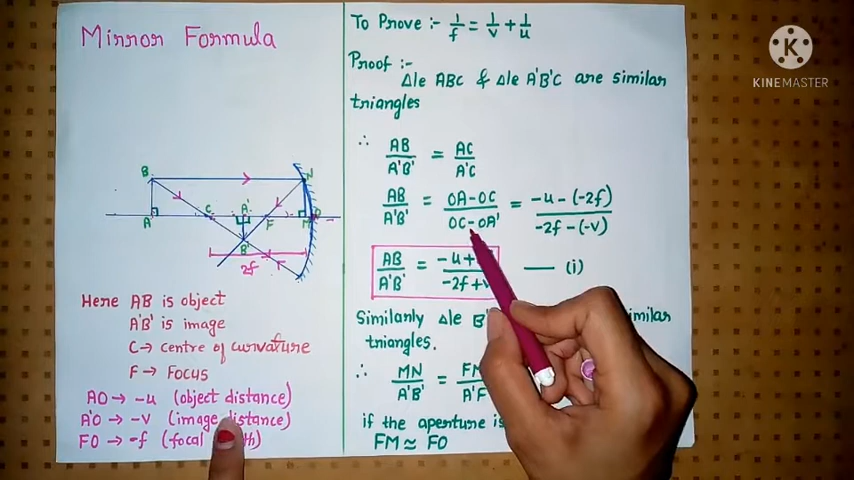 Mirror Formula
B
N
A'
A
C
F
M
B'
2f
Here AB is object
A'B' is image
C→ centre of curvature
F→ Focus
AO → -u (object distance)
A'O → -v (image distance)
FO → -f (focal
To Prove :- 1/f = 1/v + 1/u
Proof :-
Δle ABC & Δle A'B'C are similar
triangles
∴ AB/A'B' = AC/A'C
AB/A'B' = OA-OC/OC-OA' = -u-(-2f)/-2f-(-v)
AB/A'B' = -u+ /-2f+v —— (i)
Similarly Δle
triangles.
∴ MN/A'B' = FM/A'F
if the aperture is
FM ≃ FO
K
KINEMASTER